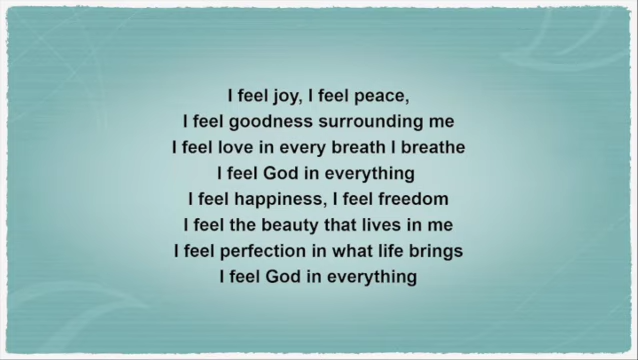 I feel joy, I feel peace,
I feel goodness surrounding me
I feel love in every breath I breathe
I feel God in everything
I feel happiness, I feel freedom
I feel the beauty that lives in me
I feel perfection in what life brings
I feel God in everything